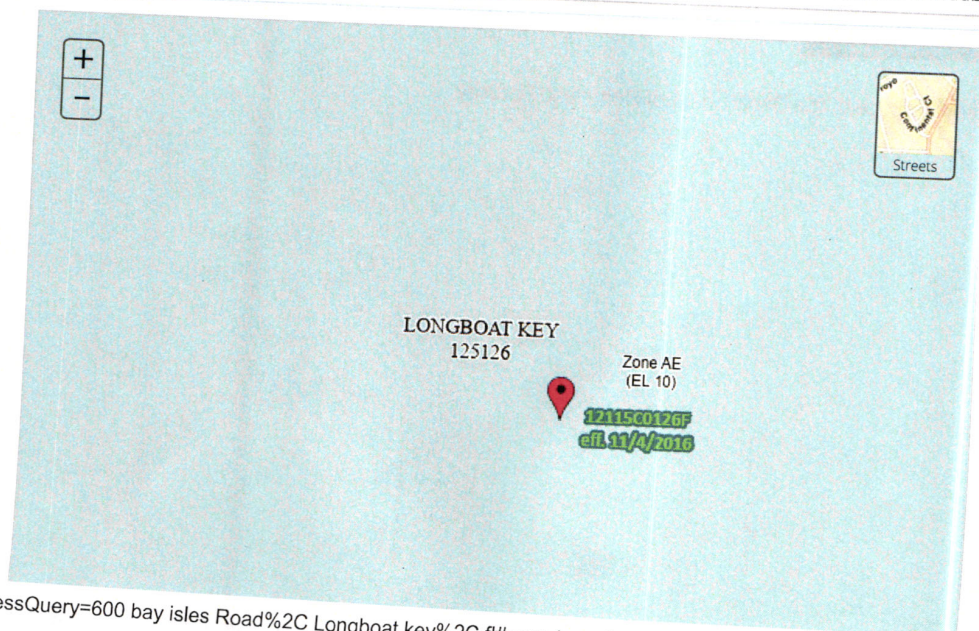 +
−
Streets
LONGBOAT KEY
125126
Zone AE
(EL 10)
12115C0126F
eff. 11/4/2016
essQuery=600 bay isles Road%2C Longboat key%2C